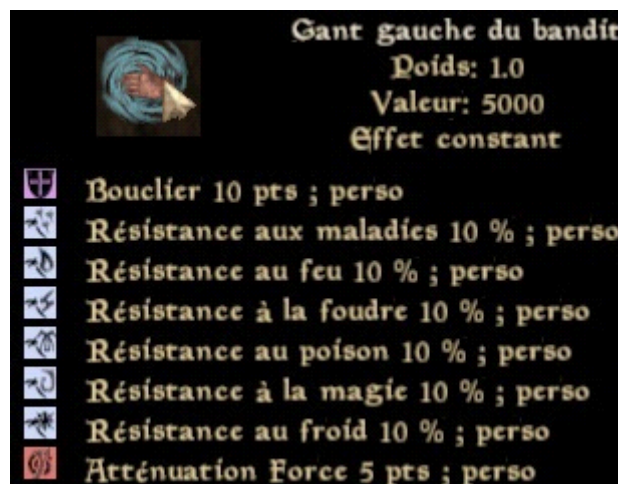 Gant gauche du bandit
Poids: 1.0
Valeur: 5000
Effet constant
Bouclier 10 pts ; perso
Résistance aux maladies 10 % ; perso
Résistance au feu 10 % ; perso
Résistance à la foudre 10 % ; perso
Résistance au poison 10 % ; perso
Résistance à la magie 10 % ; perso
Résistance au froid 10 % ; perso
Atténuation Force 5 pts ; perso